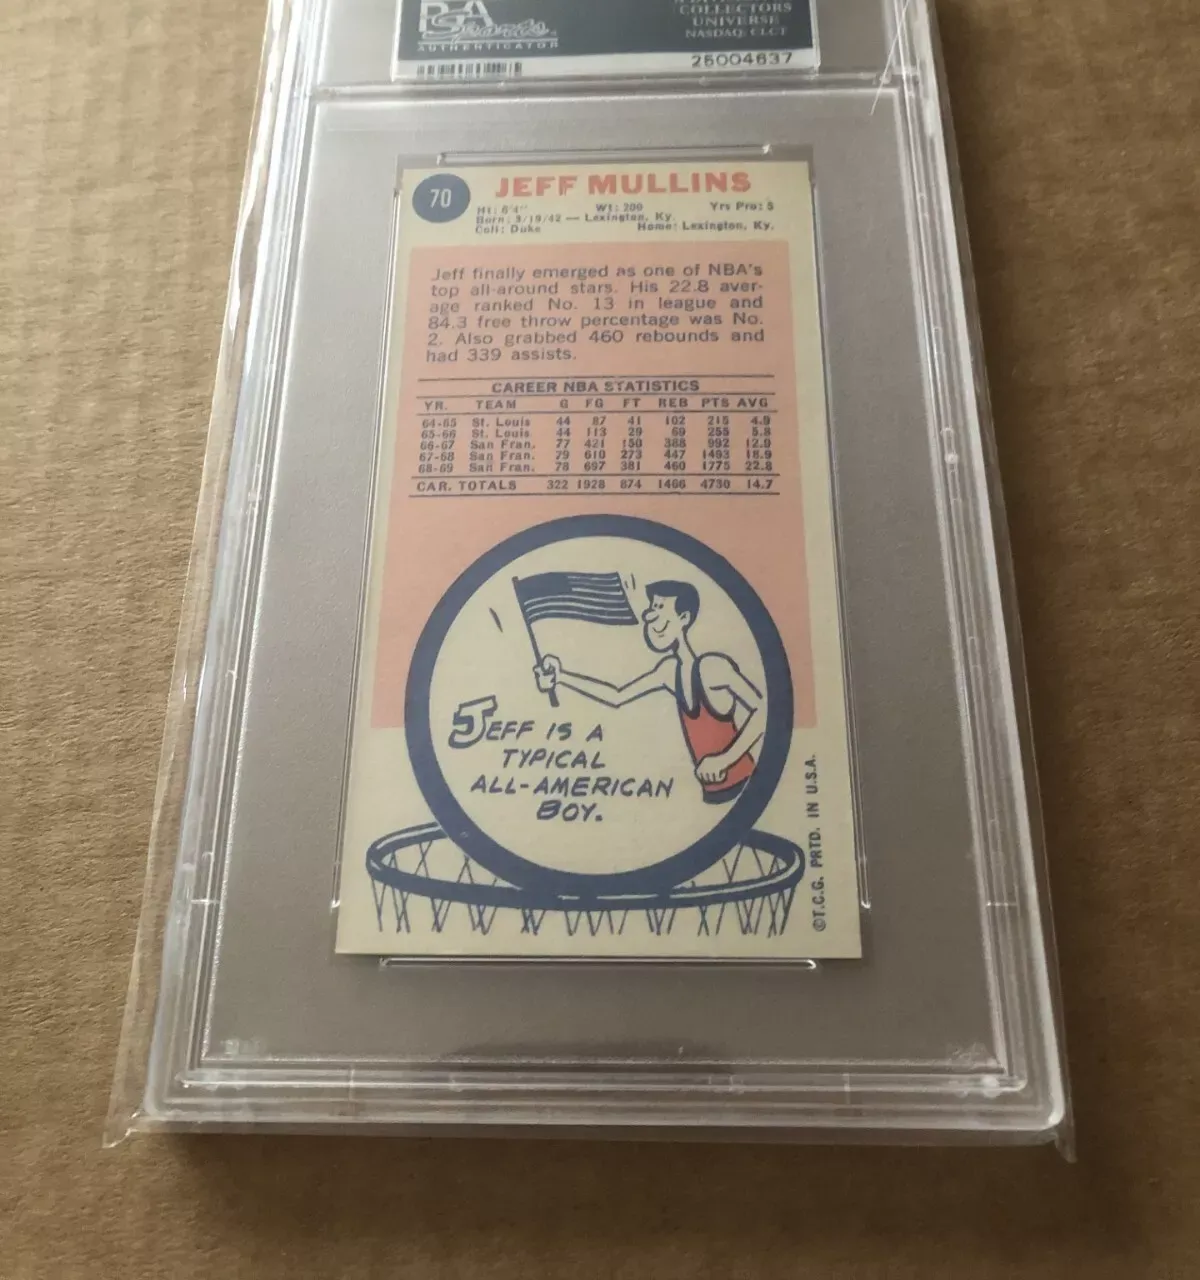 PSA
Sports
AUTHENTICATOR
COLLECTORS
UNIVERSE
NASDAQ: CLCT
25004637
70
JEFF MULLINS
Ht: 6'4" Wt: 200 Yrs Pro: 5
Born: 3/19/42 — Lexington, Ky.
Coll: Duke Home: Lexington, Ky.
Jeff finally emerged as one of NBA's
top all-around stars. His 22.8 aver-
age ranked No. 13 in league and
84.3 free throw percentage was No.
2. Also grabbed 460 rebounds and
had 339 assists.
CAREER NBA STATISTICS
YR. TEAM G FG FT REB PTS AVG
64-65 St. Louis 44 87 41 102 215 4.9
65-66 St. Louis 44 113 29 69 255 5.8
66-67 San Fran. 77 421 150 388 992 12.9
67-68 San Fran. 79 610 273 447 1493 18.9
68-69 San Fran. 78 697 381 460 1775 22.8
CAR. TOTALS 322 1928 874 1466 4730 14.7
JEFF IS A
TYPICAL
ALL-AMERICAN
BOY.
©T.C.G. PRTD. IN U.S.A.